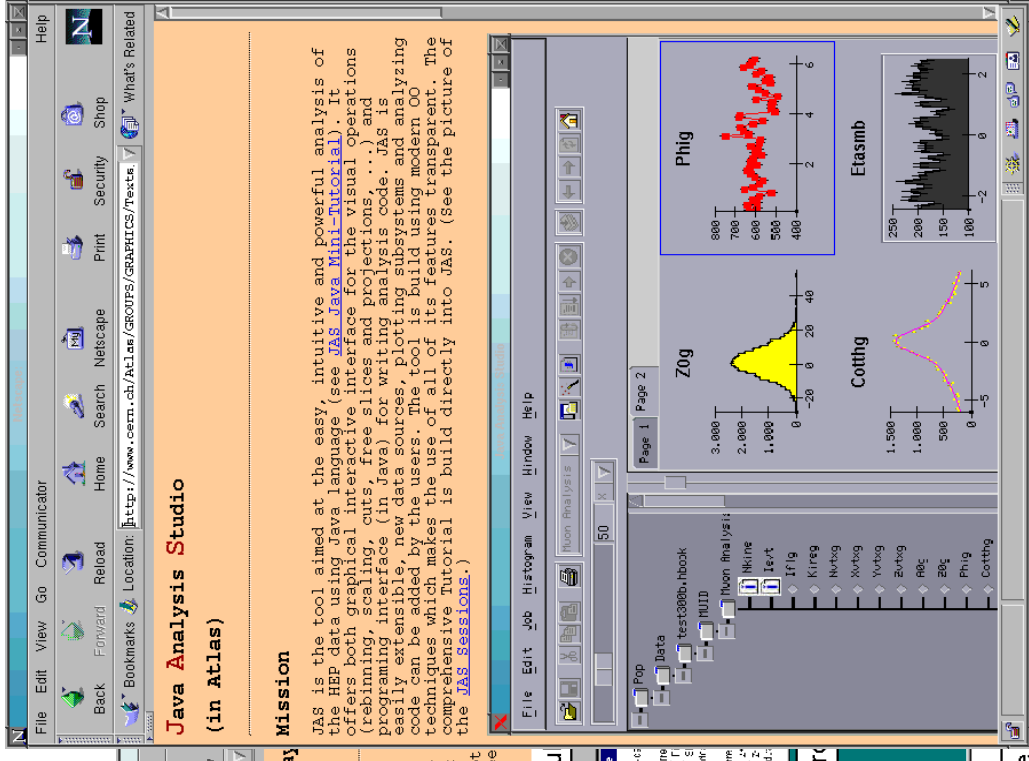 File Edit View Go Communicator Help
Back Forward Reload Home Search Netscape Print Security Shop
Bookmarks Location: http://www.cern.ch/Atlas/GROUPS/GRAPHICS/Texts. What's Related
Java Analysis Studio
(in Atlas)
Mission
JAS is the tool aimed at the easy, intuitive and powerful analysis of
the HEP data using Java language (see JAS Java Mini-Tutorial). It
offers both graphical interactive interface for the visual operations
(rebinning, scaling, cuts, free slices and projections, ...) and
programing interface (in Java) for writing analysis code. JAS is
easily extensible, new data sources, plotting subsystems and analyzing
code can be added by the users. The tool is build using modern OO
techniques which makes the use of all of its features transparent. The
comprehensive Tutorial is build directly into JAS. (See the picture of
the JAS Sessions.)
File Edit Job Histogram View Window Help
Muon Analysis
50 x
Pop
Data
test300b.hbook
MUID
Muon Analysis
Nkine
Ievt
Iflg
Kireg
Nvtxg
Xvtxg
Yvtxg
Zvtxg
A0g
Z0g
Phig
Cotthg
Page 1 Page 2
Z0g
3.000
2.000
1.000
0
-20 0 20 40
Phig
800
700
600
500
400
2 4 6
Cotthg
1.500
1.000
500
0
-5 0 5
Etasmb
250
200
150
100
-2 0 2